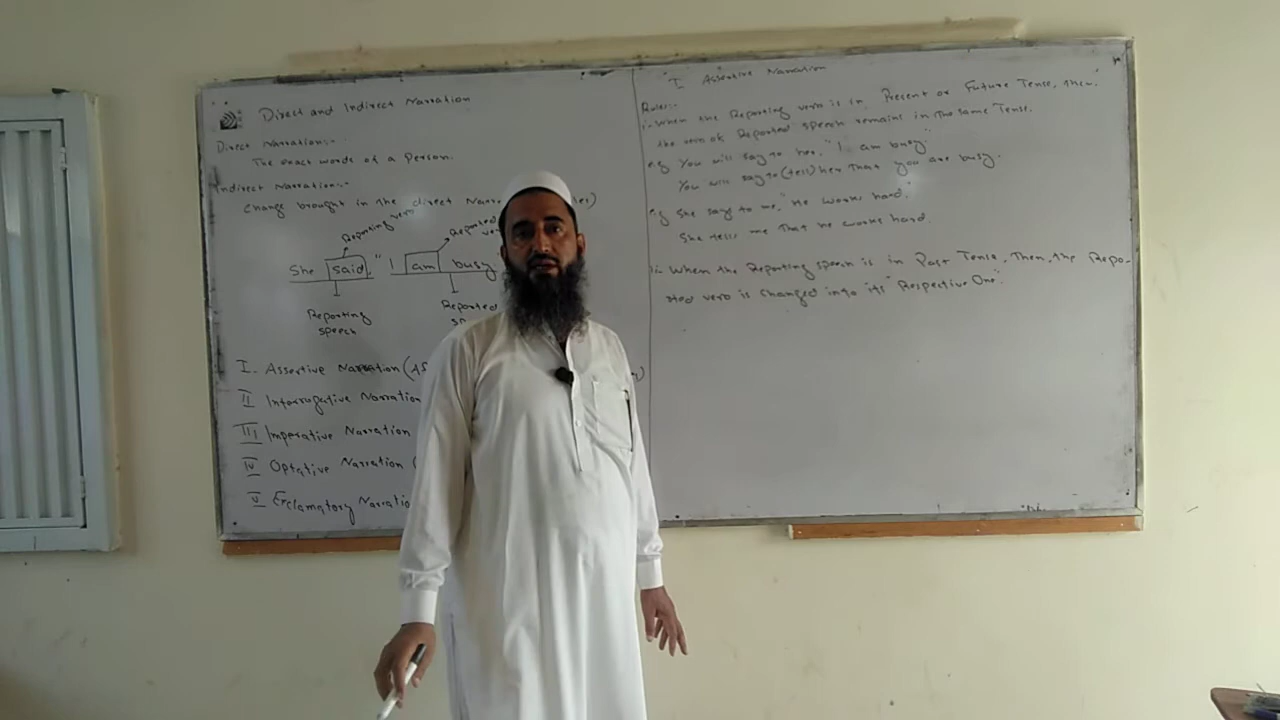 Direct and Indirect Narration
Direct Narration:-
The exact words of a person.
Indirect Narration:-
Change brought in the direct
Reporting verb
Reported
She said, "I am busy
Reporting speech
Reported
I- Assertive Narration
II Interrogative Narration
III Imperative Narration
IV Optative Narration
V Exclamatory Narration
"I" Assertive Narration
Rules:-
i- When the Reporting verb is in Present or Future Tense, then
the verb of Reported speech remains in the same Tense.
e.g You will say to her, "I am busy."
You will say to (tell) her that you are busy.
e.g She says to me, "He works hard."
She tells me that he works hard.
ii- When the Reporting speech is in Past Tense, Then, the Repo-
rted verb is changed into its "Respective One".